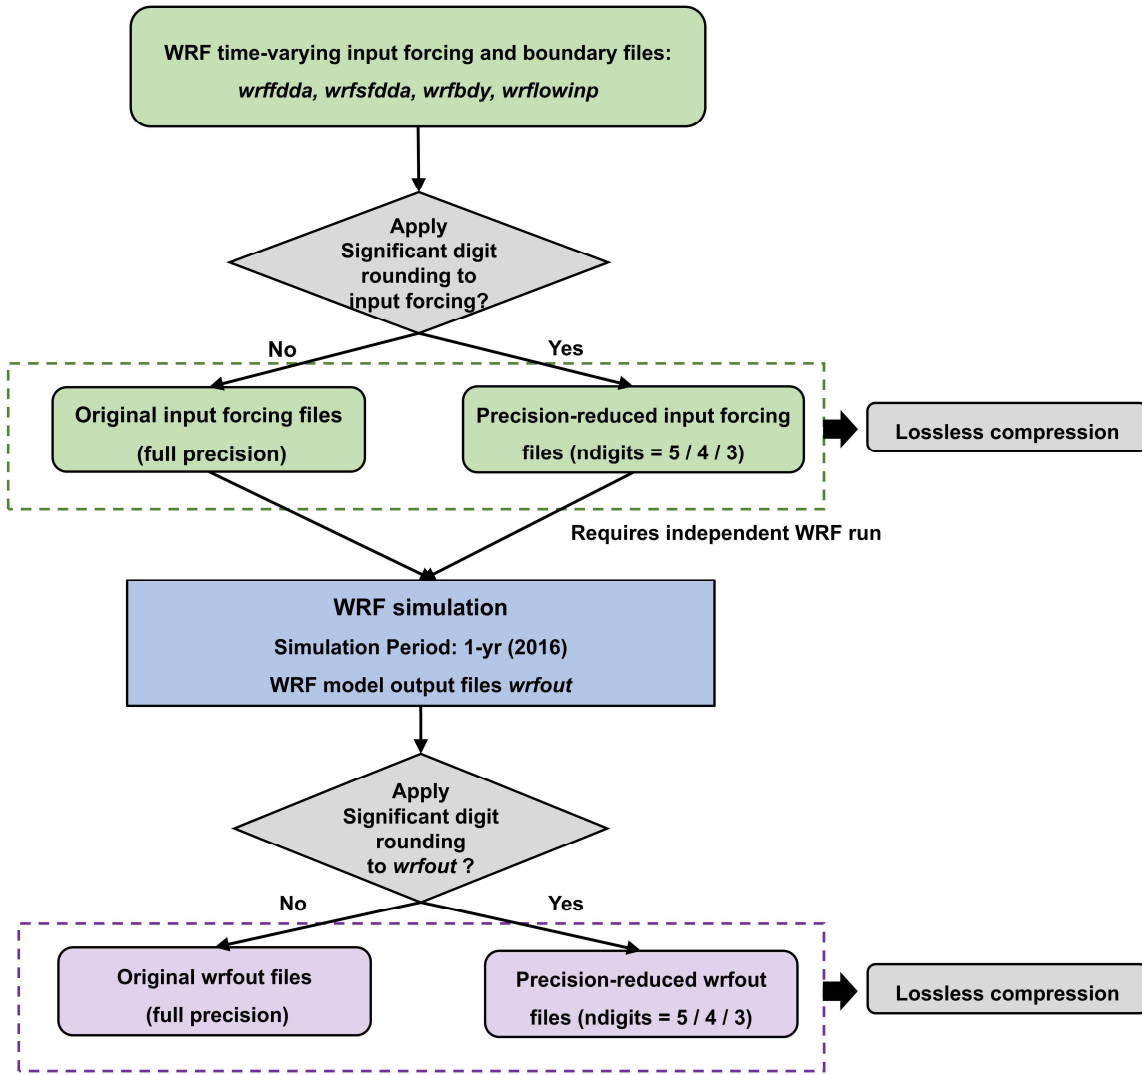 WRF time-varying input forcing and boundary files:
wrffdda, wrfsfdda, wrfbdy, wrflowinp
Apply
Significant digit
rounding to
input forcing?
No
Yes
Original input forcing files
(full precision)
Precision-reduced input forcing
files (ndigits = 5 / 4 / 3)
Lossless compression
Requires independent WRF run
WRF simulation
Simulation Period: 1-yr (2016)
WRF model output files wrfout
Apply
Significant digit
rounding
to wrfout ?
No
Yes
Original wrfout files
(full precision)
Precision-reduced wrfout
files (ndigits = 5 / 4 / 3)
Lossless compression